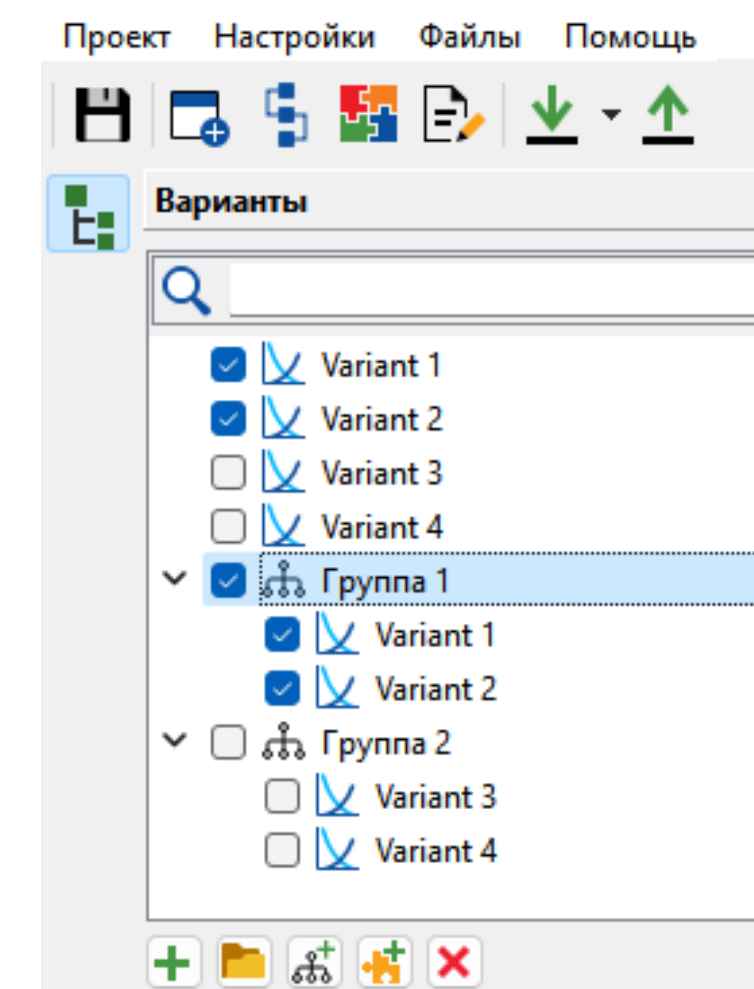 Проект Настройки Файлы Помощь
Варианты
Variant 1
Variant 2
Variant 3
Variant 4
Группа 1
Variant 1
Variant 2
Группа 2
Variant 3
Variant 4